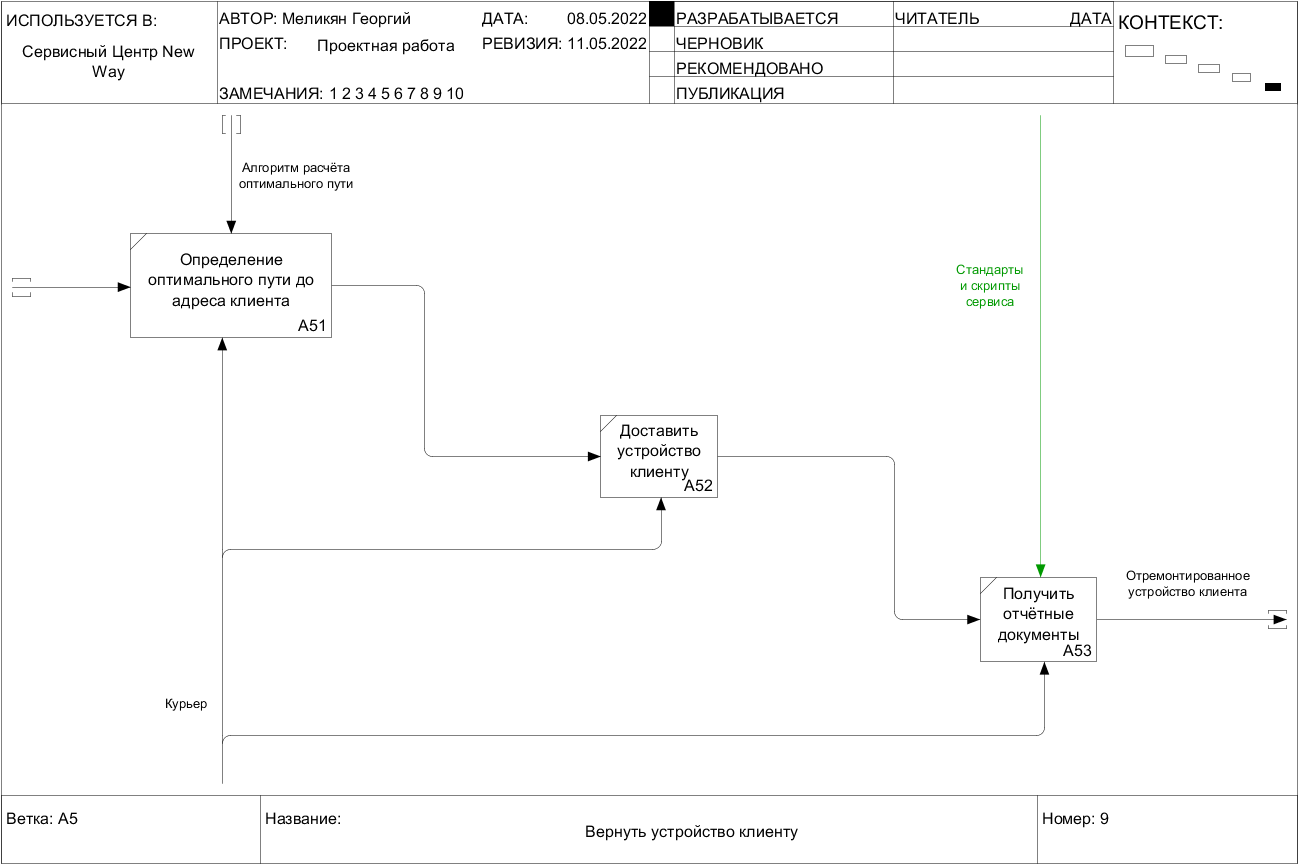 ИСПОЛЬЗУЕТСЯ В:
Сервисный Центр New
Way
АВТОР: Меликян Георгий
ДАТА: 08.05.2022
ПРОЕКТ: Проектная работа
РЕВИЗИЯ: 11.05.2022
ЗАМЕЧАНИЯ: 1 2 3 4 5 6 7 8 9 10
РАЗРАБАТЫВАЕТСЯ
ЧЕРНОВИК
РЕКОМЕНДОВАНО
ПУБЛИКАЦИЯ
ЧИТАТЕЛЬ ДАТА
КОНТЕКСТ:
Алгоритм расчёта
оптимального пути
Определение
оптимального пути до
адреса клиента
A51
Стандарты
и скрипты
сервиса
Доставить
устройство
клиенту
A52
Получить
отчётные
документы
A53
Отремонтированное
устройство клиента
Курьер
Ветка: A5
Название:
Вернуть устройство клиенту
Номер: 9